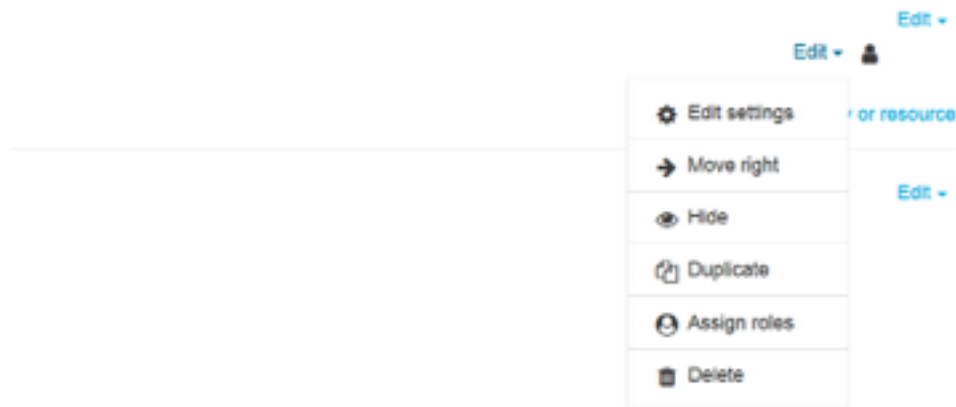 Edit
Edit
Edit settings
or resource
Move right
Edit
Hide
Duplicate
Assign roles
Delete